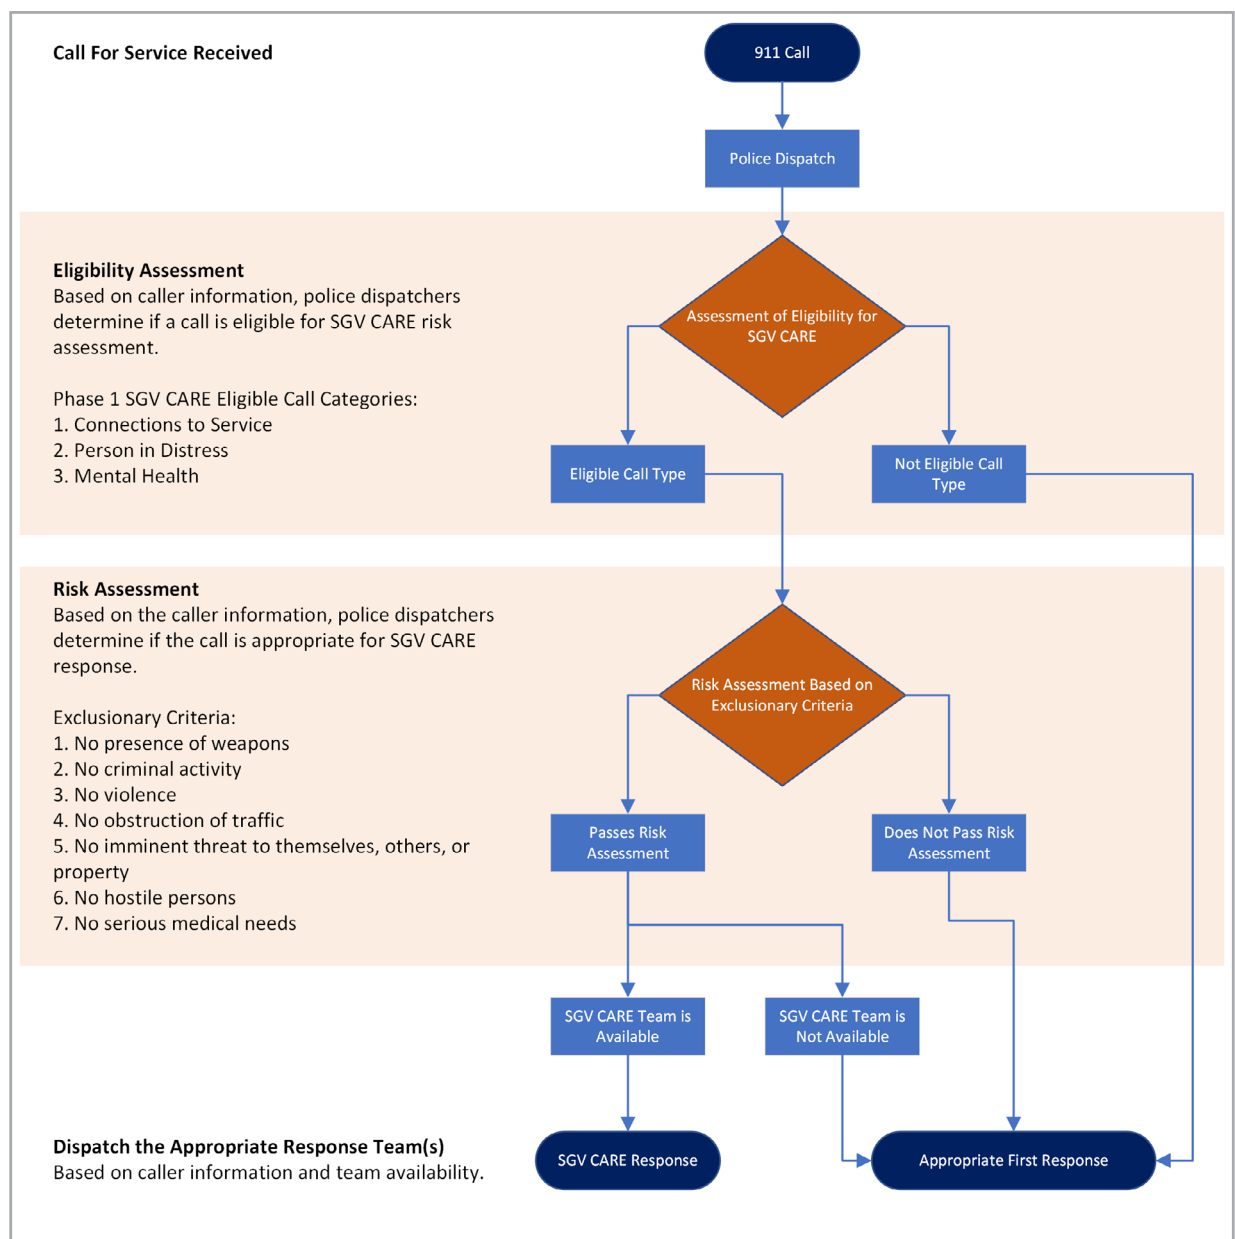 Call For Service Received
911 Call
Police Dispatch
Eligibility Assessment
Based on caller information, police dispatchers
determine if a call is eligible for SGV CARE risk
assessment.
Phase 1 SGV CARE Eligible Call Categories:
1. Connections to Service
2. Person in Distress
3. Mental Health
Assessment of Eligibility for
SGV CARE
Eligible Call Type
Not Eligible Call
Type
Risk Assessment
Based on the caller information, police dispatchers
determine if the call is appropriate for SGV CARE
response.
Exclusionary Criteria:
1. No presence of weapons
2. No criminal activity
3. No violence
4. No obstruction of traffic
5. No imminent threat to themselves, others, or
property
6. No hostile persons
7. No serious medical needs
Risk Assessment Based on
Exclusionary Criteria
Passes Risk
Assessment
Does Not Pass Risk
Assessment
SGV CARE Team is
Available
SGV CARE Team is
Not Available
Dispatch the Appropriate Response Team(s)
Based on caller information and team availability.
SGV CARE Response
Appropriate First Response